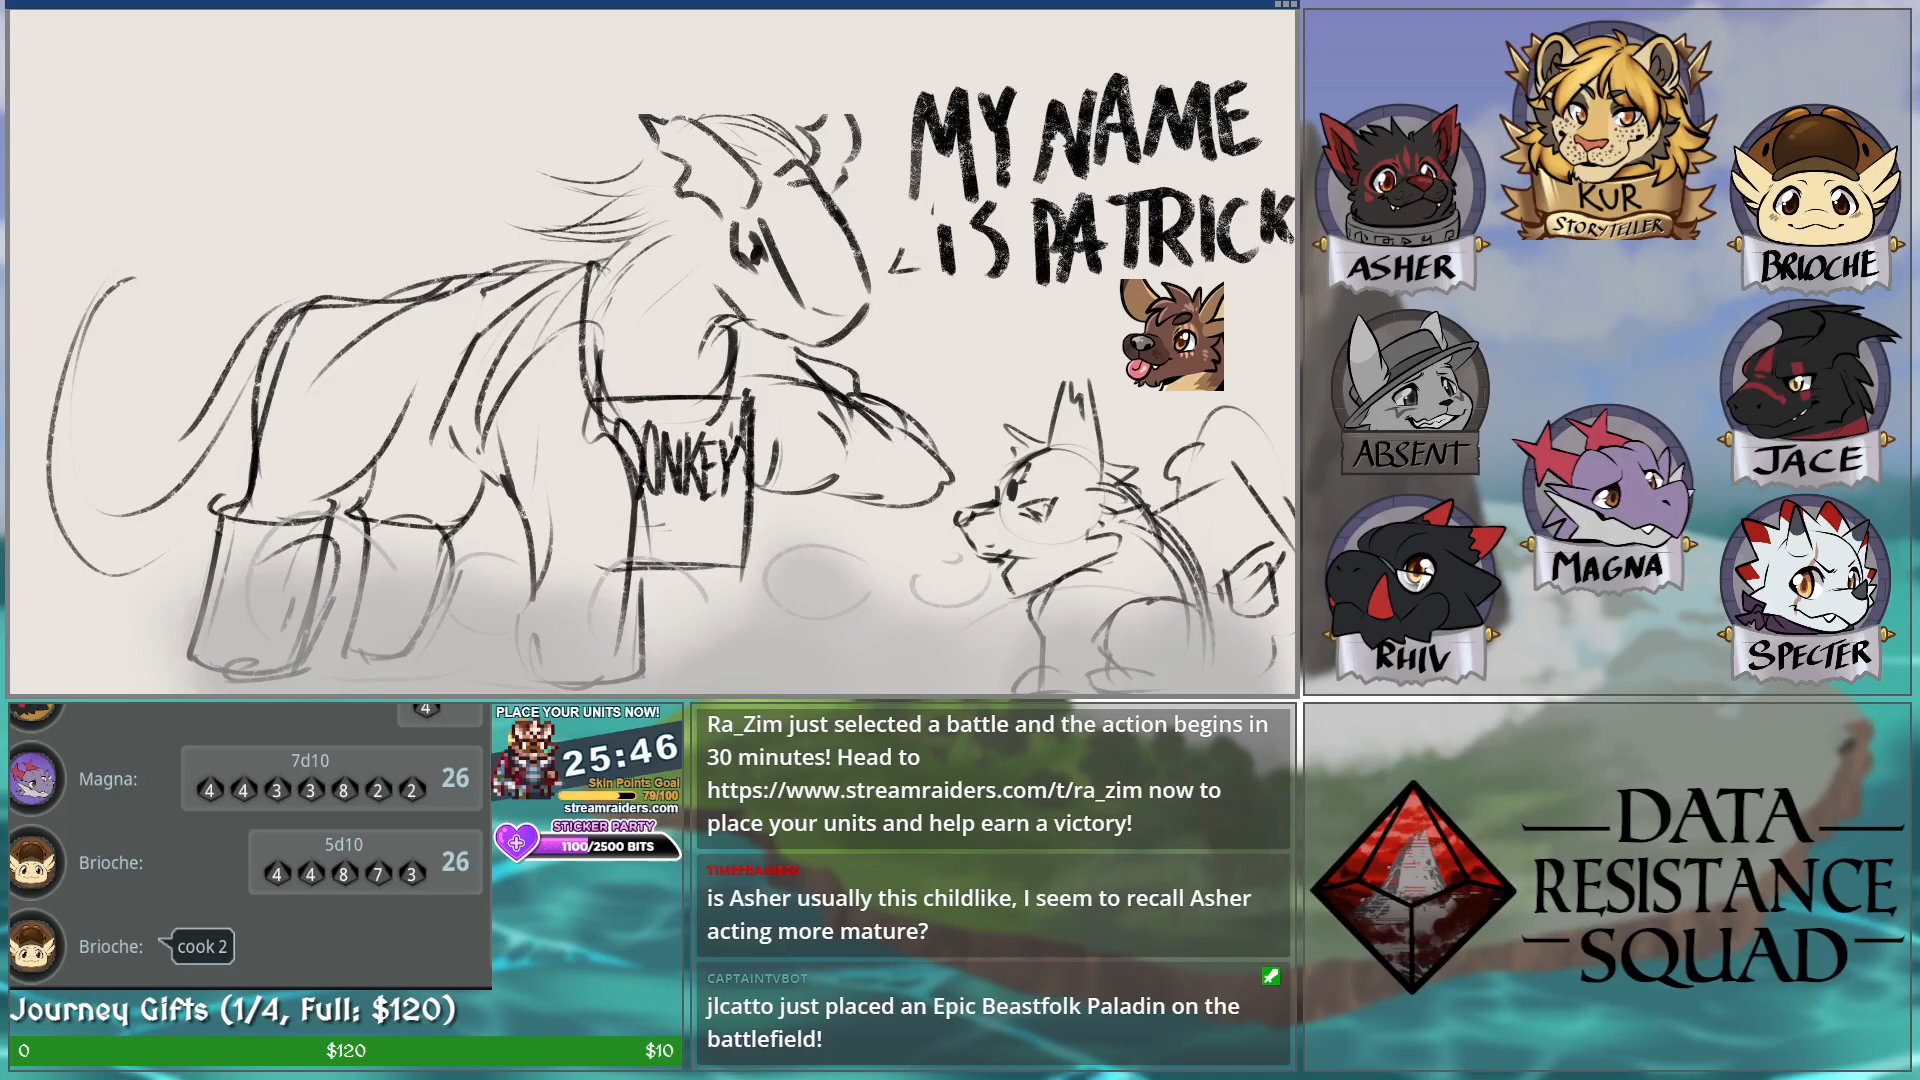 MY NAME
iS PATRICK
DONKEY
KUR
STORYTELLER
ASHER
BRIOCHE
ABSENT
JACE
MAGNA
RHIV
SPECTER
4
Magna:
7d10
4 4 3 3 8 2 2
26
Brioche:
5d10
4 4 8 7 3
26
Brioche:
cook 2
Journey Gifts (1/4, Full: $120)
0 $120 $10
PLACE YOUR UNITS NOW!
25:46
Skin Points Goal
79/100
streamraiders.com
STICKER PARTY
1100/2500 BITS
Ra_Zim just selected a battle and the action begins in
30 minutes! Head to
https://www.streamraiders.com/t/ra_zim now to
place your units and help earn a victory!
is Asher usually this childlike, I seem to recall Asher
acting more mature?
CAPTAINTVBOT
jlcatto just placed an Epic Beastfolk Paladin on the
battlefield!
DATA
RESISTANCE
SQUAD